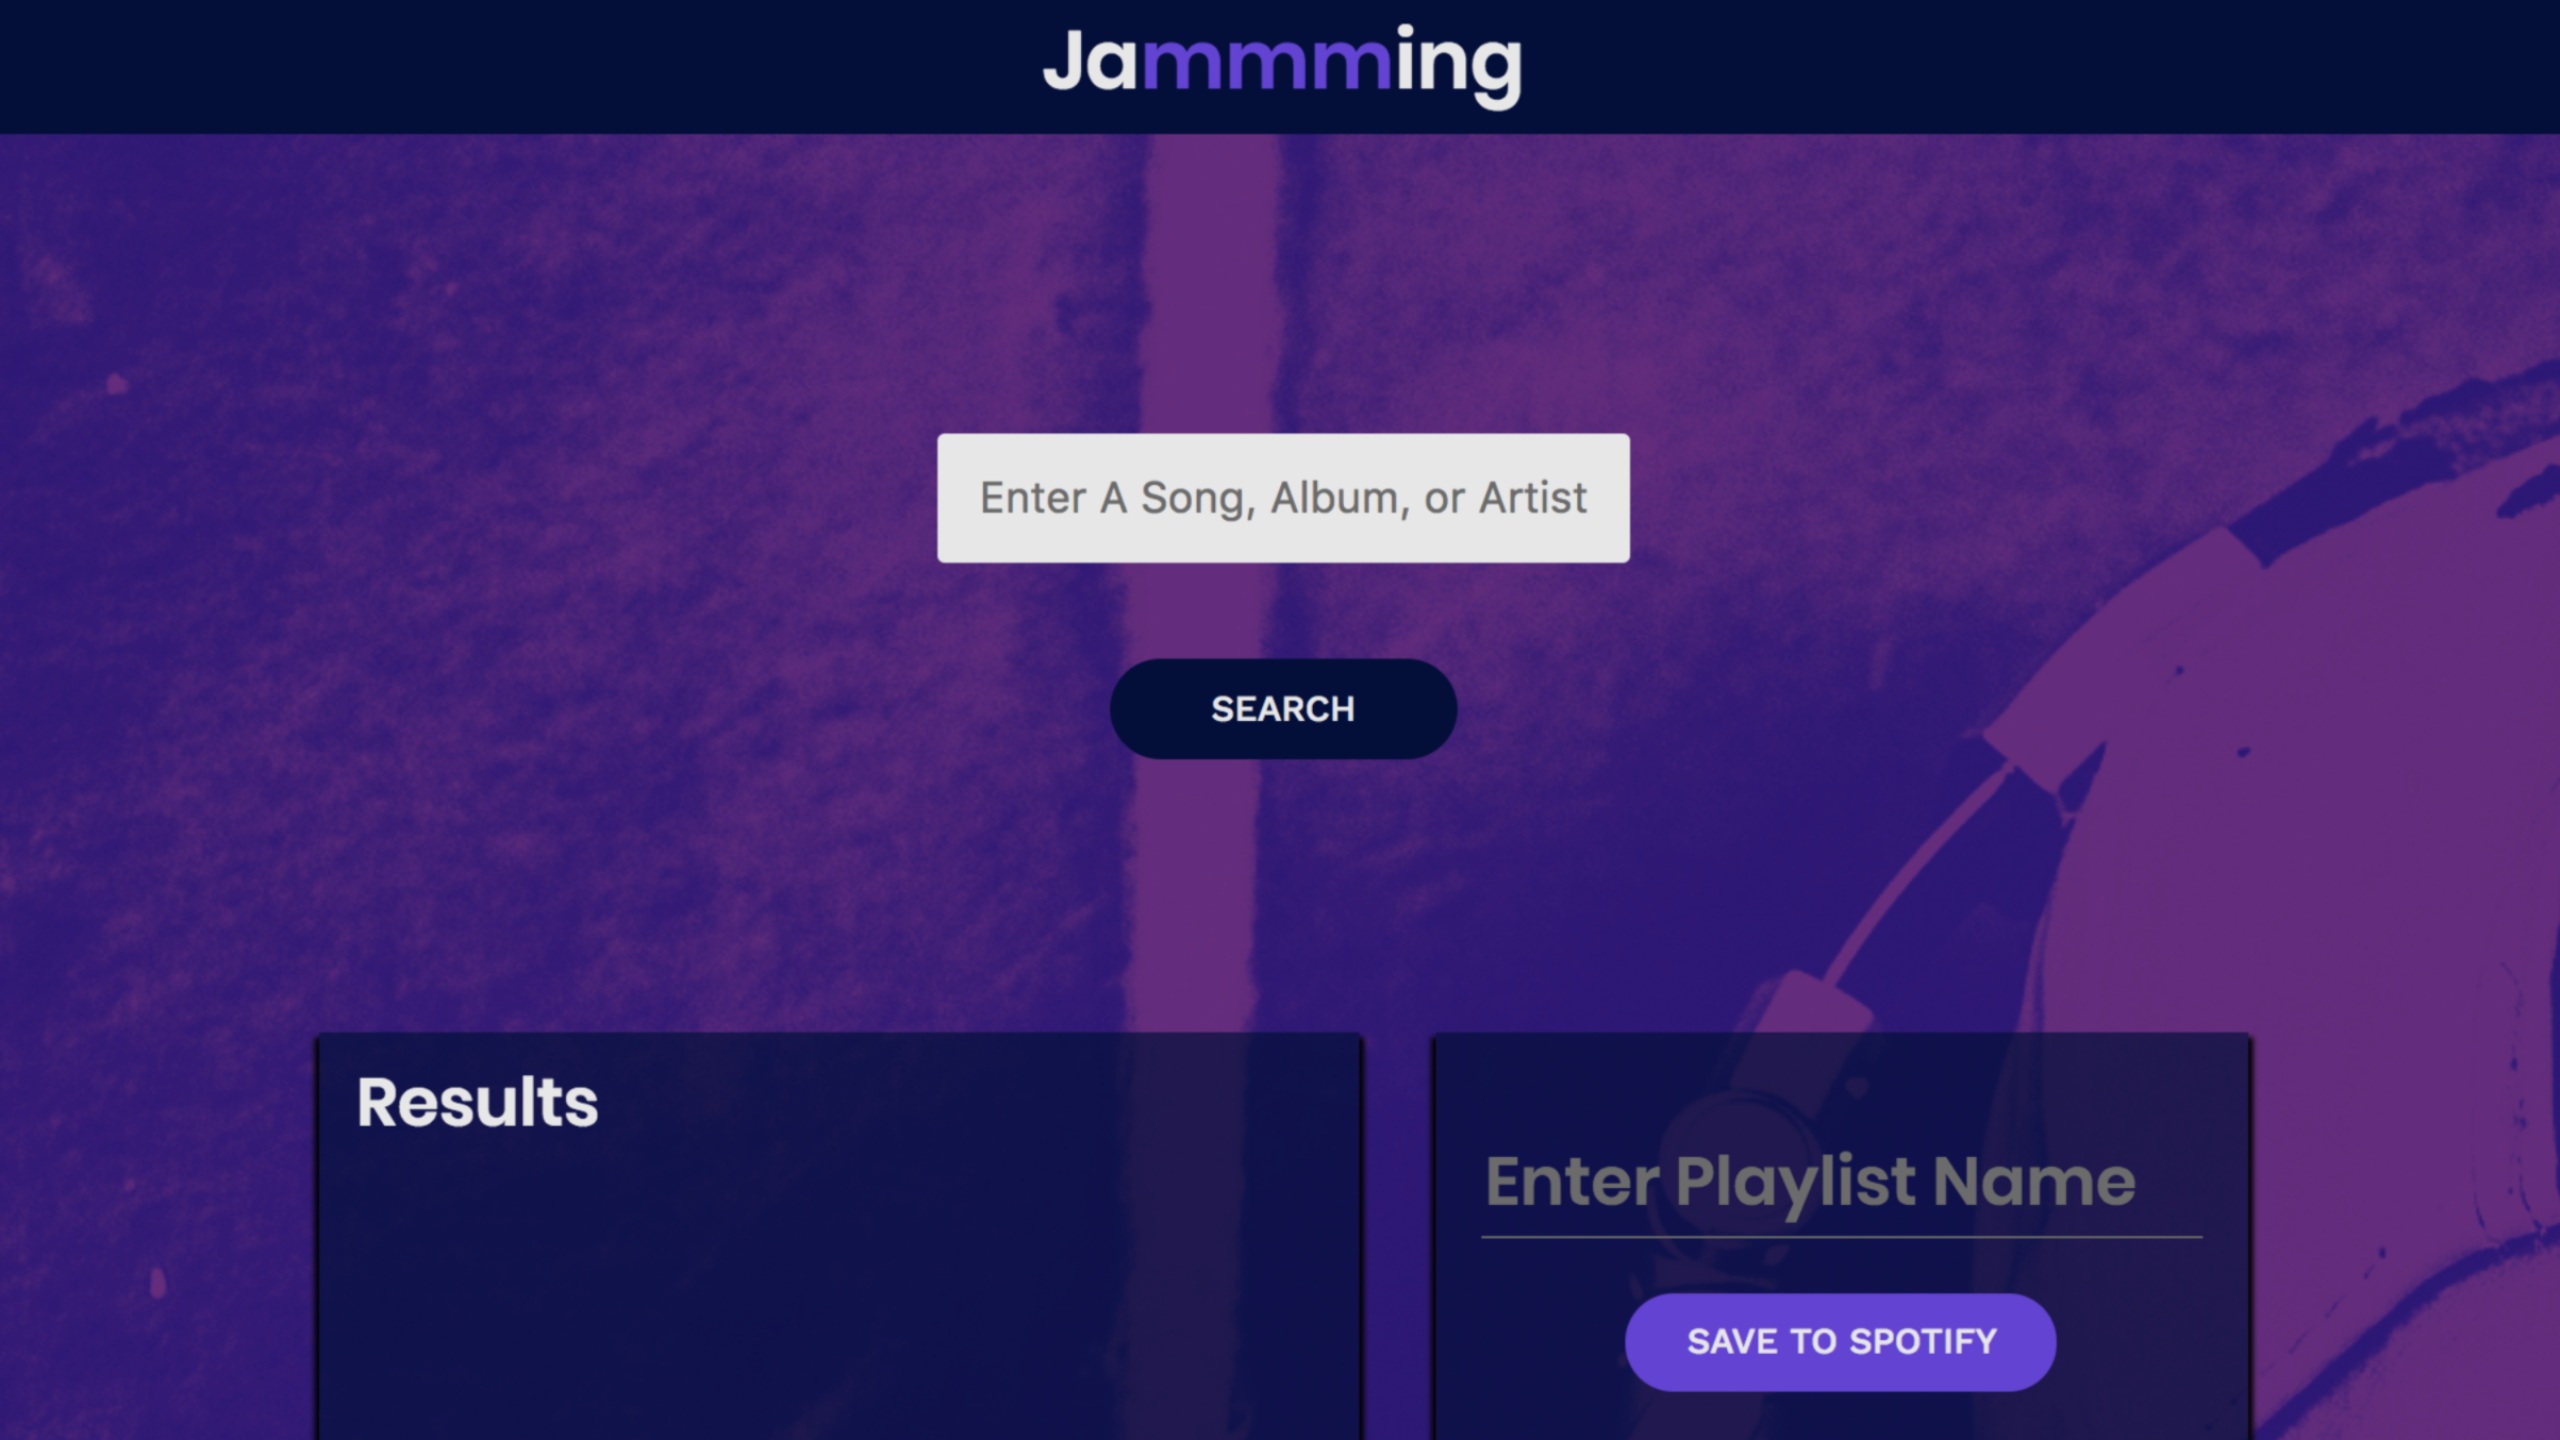 Jammming
Enter A Song, Album, or Artist
SEARCH
Results
Enter Playlist Name
SAVE TO SPOTIFY